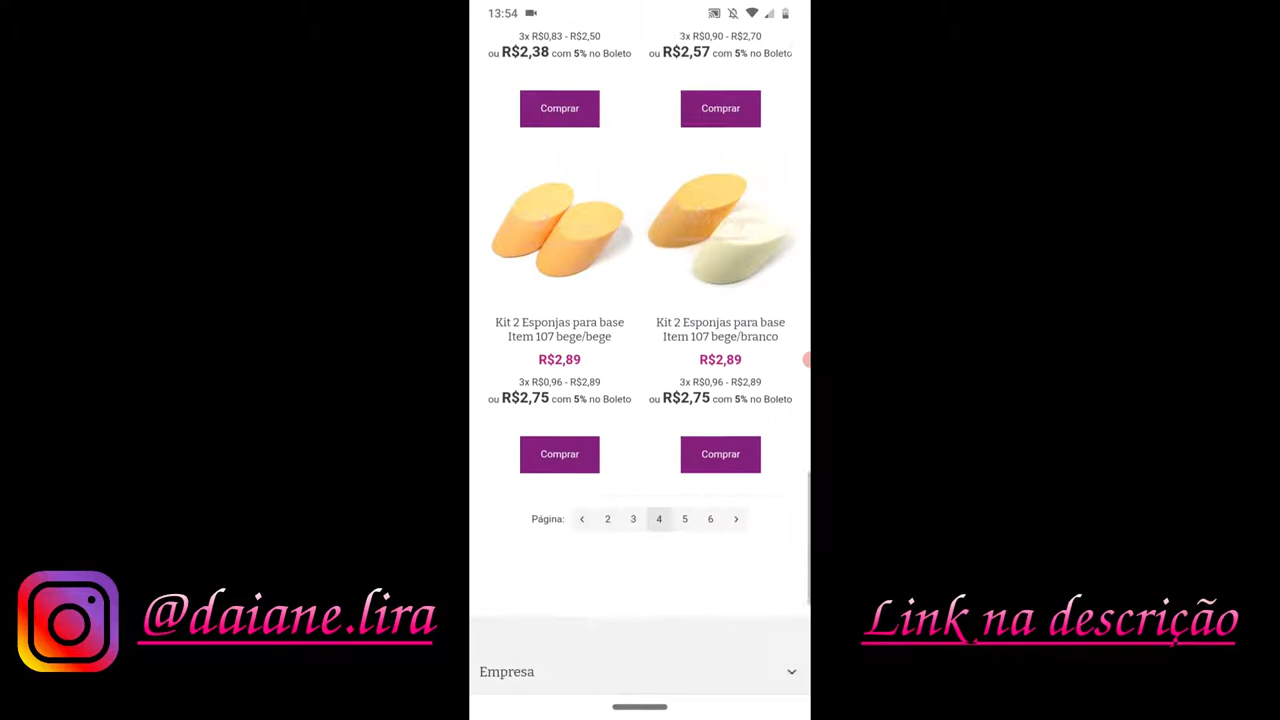 13:54
3x R$0,83 - R$2,50
ou R$2,38 com 5% no Boleto
3x R$0,90 - R$2,70
ou R$2,57 com 5% no Boleto
Comprar
Comprar
Kit 2 Esponjas para base
Item 107 bege/bege
R$2,89
3x R$0,96 - R$2,89
ou R$2,75 com 5% no Boleto
Kit 2 Esponjas para base
Item 107 bege/branco
R$2,89
3x R$0,96 - R$2,89
ou R$2,75 com 5% no Boleto
Comprar
Comprar
Página: ‹ 2 3 4 5 6 ›
@daiane.lira
Link na descrição
Empresa